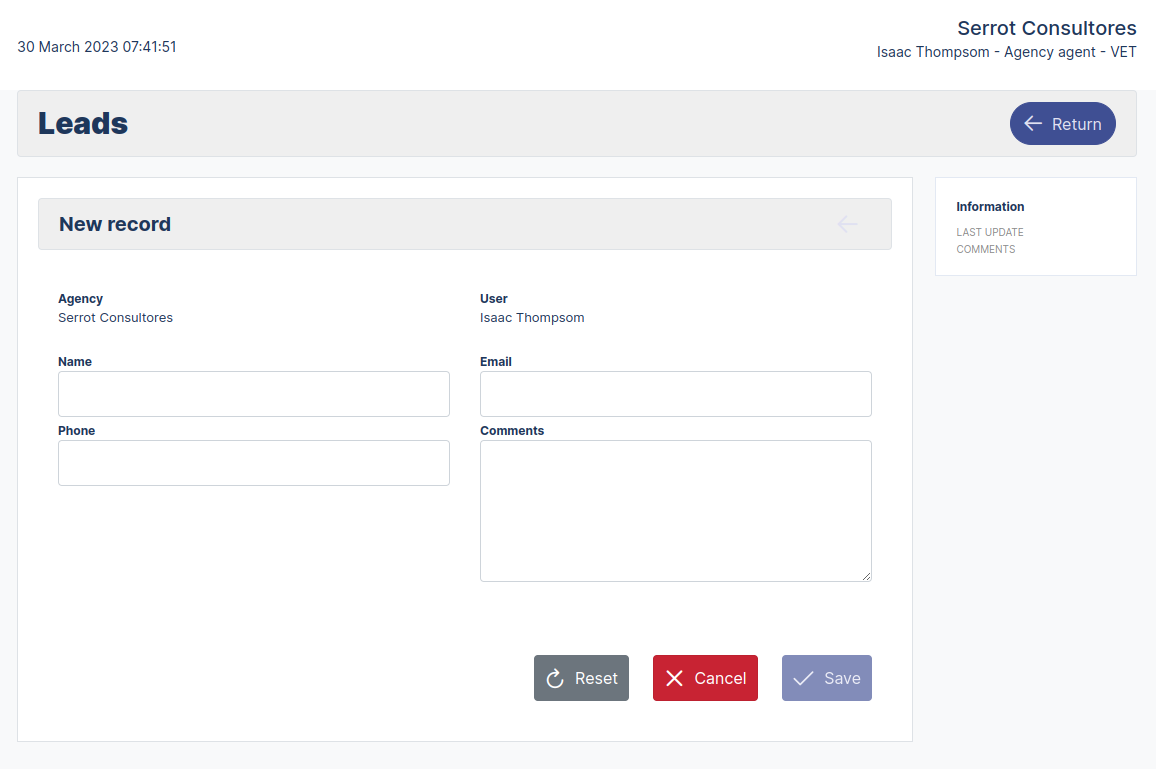 Serrot Consultores
30 March 2023 07:41:51
Isaac Thompsom - Agency agent - VET
Leads
Return
New record
Information
LAST UPDATE
COMMENTS
Agency
Serrot Consultores
User
Isaac Thompsom
Name
Email
Phone
Comments
Reset
Cancel
Save